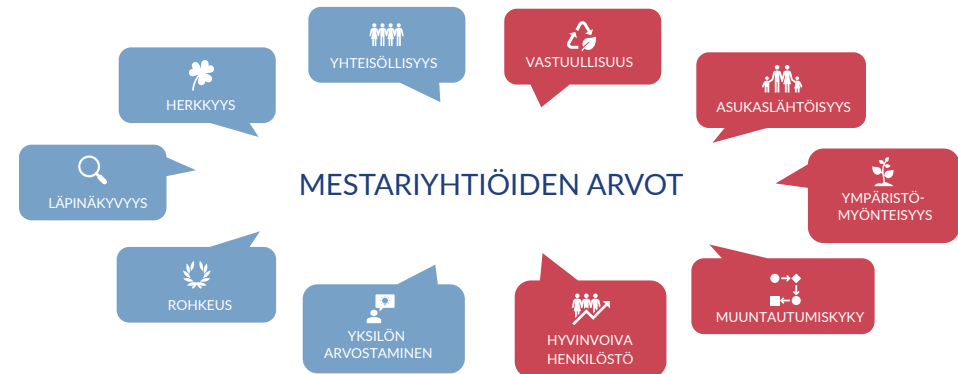 YHTEISÖLLISYYS
VASTUULLISUUS
HERKKYYS
ASUKASLÄHTÖISYYS
LÄPINÄKYVYYS
MESTARIYHTIÖIDEN ARVOT
YMPÄRISTÖ-
MYÖNTEISYYS
ROHKEUS
MUUNTAUTUMISKYKY
YKSILÖN
ARVOSTAMINEN
HYVINVOIVA
HENKILÖSTÖ